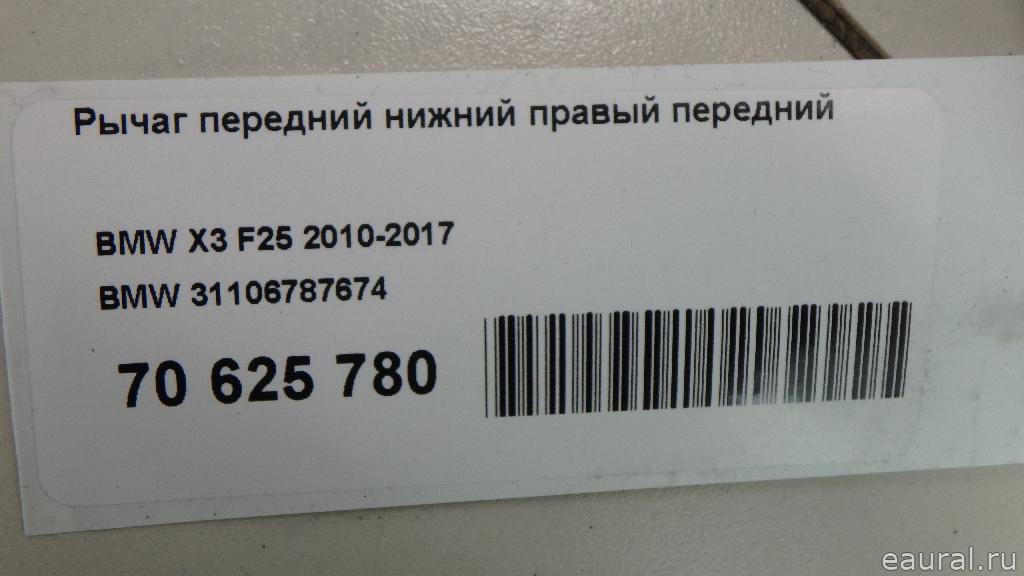 Рычаг передний нижний правый передний
BMW X3 F25 2010-2017
BMW 31106787674
70 625 780
eaural.ru